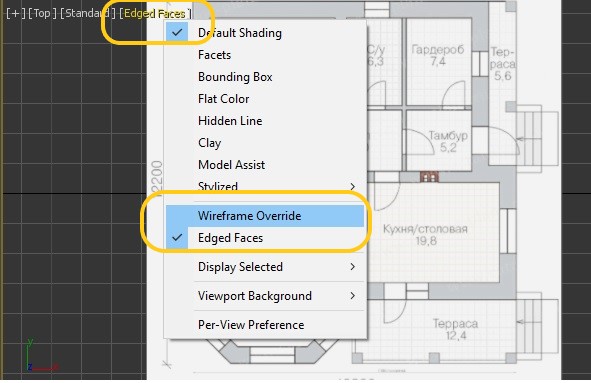 [+] [Top] [Standard] [Edged Faces]
Default Shading
Facets
Bounding Box
Flat Color
Hidden Line
Clay
Model Assist
Stylized
Wireframe Override
Edged Faces
Display Selected
Viewport Background
Per-View Preference
С/у
6,3
Гардероб
7,4
Тер-
раса
5,6
Тамбур
5,2
2200
Кухня/столовая
19,8
Терраса
12,4
y
x